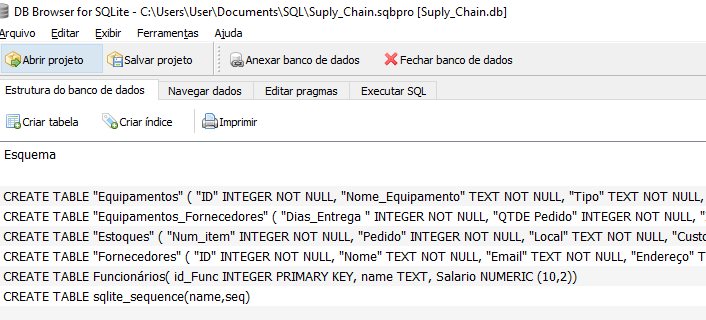 DB Browser for SQLite - C:\Users\User\Documents\SQL\Suply_Chain.sqbpro [Suply_Chain.db]
Arquivo Editar Exibir Ferramentas Ajuda
Abrir projeto Salvar projeto Anexar banco de dados Fechar banco de dados
Estrutura do banco de dados Navegar dados Editar pragmas Executar SQL
Criar tabela Criar índice Imprimir
Esquema
CREATE TABLE "Equipamentos" ( "ID" INTEGER NOT NULL, "Nome_Equipamento" TEXT NOT NULL, "Tipo" TEXT NOT NULL,
CREATE TABLE "Equipamentos_Fornecedores" ( "Dias_Entrega " INTEGER NOT NULL, "QTDE Pedido" INTEGER NOT NULL, "
CREATE TABLE "Estoques" ( "Num_item" INTEGER NOT NULL, "Pedido" INTEGER NOT NULL, "Local" TEXT NOT NULL, "Custo
CREATE TABLE "Fornecedores" ( "ID" INTEGER NOT NULL, "Nome" TEXT NOT NULL, "Email" TEXT NOT NULL, "Endereço" T
CREATE TABLE Funcionários( id_Func INTEGER PRIMARY KEY, name TEXT, Salario NUMERIC (10,2))
CREATE TABLE sqlite_sequence(name,seq)